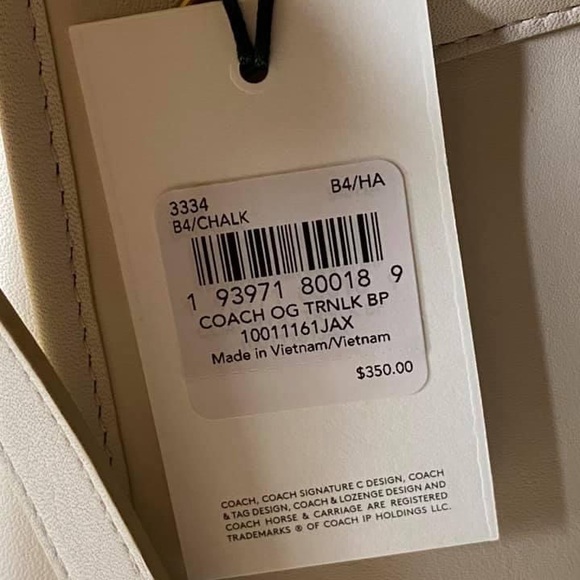 3334 B4/HA
B4/CHALK
1 93971 80018 9
COACH OG TRNLK BP
10011161JAX
Made in Vietnam/Vietnam
$350.00
COACH, COACH SIGNATURE C DESIGN, COACH
& TAG DESIGN, COACH & LOZENGE DESIGN AND
COACH HORSE & CARRIAGE ARE REGISTERED
TRADEMARKS ® OF COACH IP HOLDINGS LLC.